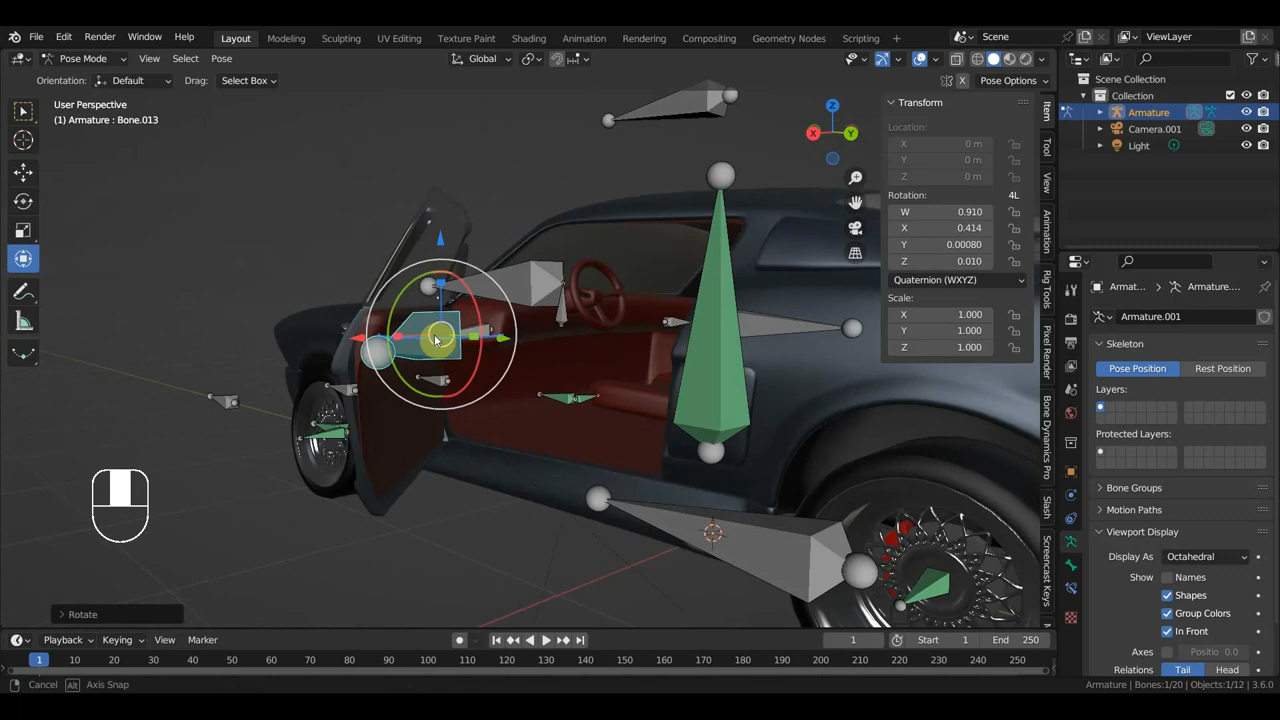 File Edit Render Window Help Layout Modeling Sculpting UV Editing Texture Paint Shading Animation Rendering Compositing Geometry Nodes Scripting + Scene ViewLayer
Pose Mode View Select Pose Global
Orientation: Default Drag: Select Box X Pose Options
User Perspective
(1) Armature : Bone.013
Z
X
Y
Transform
Location:
X 0 m
Y 0 m
Z 0 m
Rotation: 4L
W 0.910
X 0.414
Y 0.00080
Z 0.010
Quaternion (WXYZ)
Scale:
X 1.000
Y 1.000
Z 1.000
Item
Tool
View
Animation
Rig Tools
Pixel Render
Bone Dynamics Pro
Slash
Screencast Keys
Scene Collection
Collection
Armature
Camera.001
Light
Armat... Armature....
Armature.001
Skeleton
Pose Position Rest Position
Layers:
Protected Layers:
Bone Groups
Motion Paths
Viewport Display
Display As Octahedral
Show Names
Shapes
Group Colors
In Front
Axes Positio 0.0
Relations Tail Head
Rotate
Playback Keying View Marker 1 Start 1 End 250
1 10 20 30 40 50 60 70 80 90 100 110 120 130 140 150 160 170 180 190 200 210 220 230 240 250
Cancel Alt Axis Snap Armature | Bones:1/20 | Objects:1/12 | 3.6.0